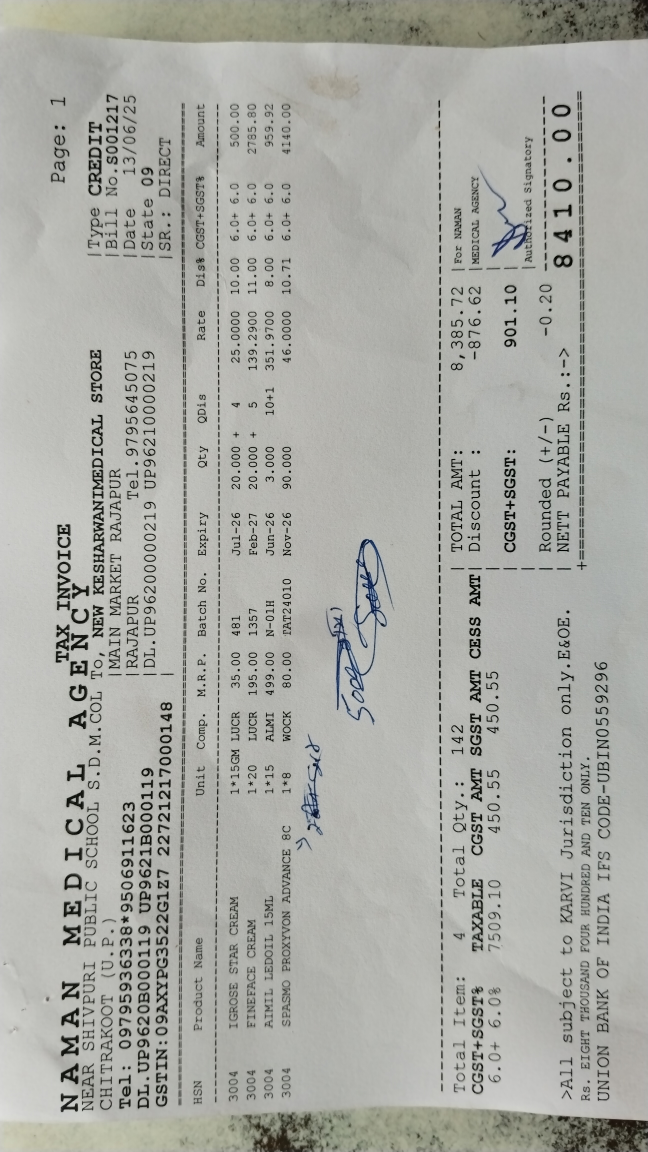 Page: 1
TAX INVOICE
NAMAN MEDICAL AGENCY
NEAR SHIVPURI PUBLIC SCHOOL S.D.M.COL
CHITRAKOOT (U.P.)
Tel: 09795936338*9506911623
DL.UP9620B000119 UP9621B000119
GSTIN:09AXYPG3522G1Z7 227212170001​48
To, NEW KESHARWANIMEDICAL STORE
|MAIN MARKET RAJAPUR
|RAJAPUR Tel.9795645075
|DL.UP96200000219 UP96210000219
|Type CREDIT
|Bill No.S001217
|Date 13/06/25
|State 09
|SR.: DIRECT
HSN Product Name Unit Comp. M.R.P. Batch No. Expiry Qty QDis Rate Dis% CGST+SGST% Amount
3004 IGROSE STAR CREAM 1*15GM LUCR 35.00 481 Jul-26 20.000 + 4 25.0000 10.00 6.0+ 6.0 500.00
3004 FINEFACE CREAM 1*20 LUCR 195.00 1357 Feb-27 20.000 + 5 139.2900 11.00 6.0+ 6.0 2785.80
3004 AIMIL LEDOIL 15ML 1*15 ALMI 499.00 N-01H Jun-26 3.000 10+1 351.9700 8.00 6.0+ 6.0 959.92
3004 SPASMO PROXYVON ADVANCE 8C 1*8 WOCK 80.00 TAT24010 Nov-26 90.000 46.0000 10.71 6.0+ 6.0 4140.00
Total Item: 4 Total Qty.: 142
CGST+SGST% TAXABLE CGST AMT SGST AMT CESS AMT
6.0+ 6.0% 7509.10 450.55 450.55
| TOTAL AMT: 8,385.72
| Discount : -876.62
CGST+SGST: 901.10
| Rounded (+/-) -0.20
| NETT PAYABLE Rs.:-> 8410.00
|For NAMAN
|MEDICAL AGENCY
|Authorized Signatory
>All subject to KARVI Jurisdiction only.E&OE.
Rs. EIGHT THOUSAND FOUR HUNDRED AND TEN ONLY.
UNION BANK OF INDIA IFS CODE-UBIN0559296